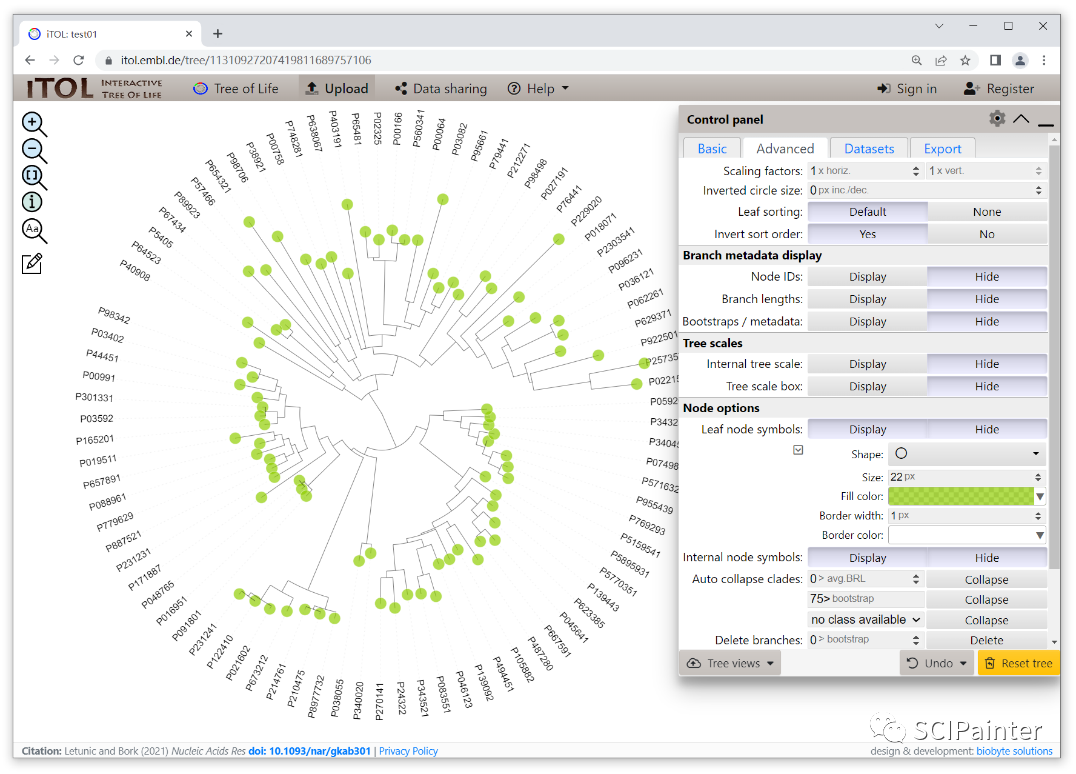 iTOL: test01
itol.embl.de/tree/11310927207419811689757106
iTOL INTERACTIVE TREE OF LIFE
Tree of Life
Upload
Data sharing
Help
Sign in
Register
Aa
P40908
P64523
P5405
P67434
P89923
P57466
P654321
P98706
P38921
P00758
P748281
P638067
P403191
P65481
P02325
P00166
P560341
P00064
P03082
P95661
P79441
P212271
P98498
P027191
P76441
P229020
P018071
P2303541
P096231
P036121
P062261
P629371
P922501
P25735
P0221
P0592
P3432
P3404
P07498
P571632
P955439
P769293
P5159541
P5895931
P5770351
P139443
P623385
P045641
P667591
P487280
P105882
P494451
P139092
P046123
P083551
P343521
P24322
P270141
P340020
P038055
P8977732
P210475
P214761
P673212
P021602
P122410
P231241
P091801
P016951
P048765
P171887
P231231
P887521
P779629
P088961
P657891
P019511
P165201
P03592
P301331
P00991
P44451
P03402
P98342
Control panel
Basic
Advanced
Datasets
Export
Scaling factors: 1 x horiz. 1 x vert.
Inverted circle size: 0 px inc./dec
Leaf sorting: Default None
Invert sort order: Yes No
Branch metadata display
Node IDs: Display Hide
Branch lengths: Display Hide
Bootstraps / metadata: Display Hide
Tree scales
Internal tree scale: Display Hide
Tree scale box: Display Hide
Node options
Leaf node symbols: Display Hide
Shape:
Size: 22 px
Fill color:
Border width: 1 px
Border color:
Internal node symbols: Display Hide
Auto collapse clades: 0 > avg.BRL Collapse
75> bootstrap Collapse
no class available Collapse
Delete branches: 0 > bootstrap Delete
Tree views
Undo
Reset tree
SCIPainter
Citation: Letunic and Bork (2021) Nucleic Acids Res doi: 10.1093/nar/gkab301 | Privacy Policy
design & development: biobyte solutions